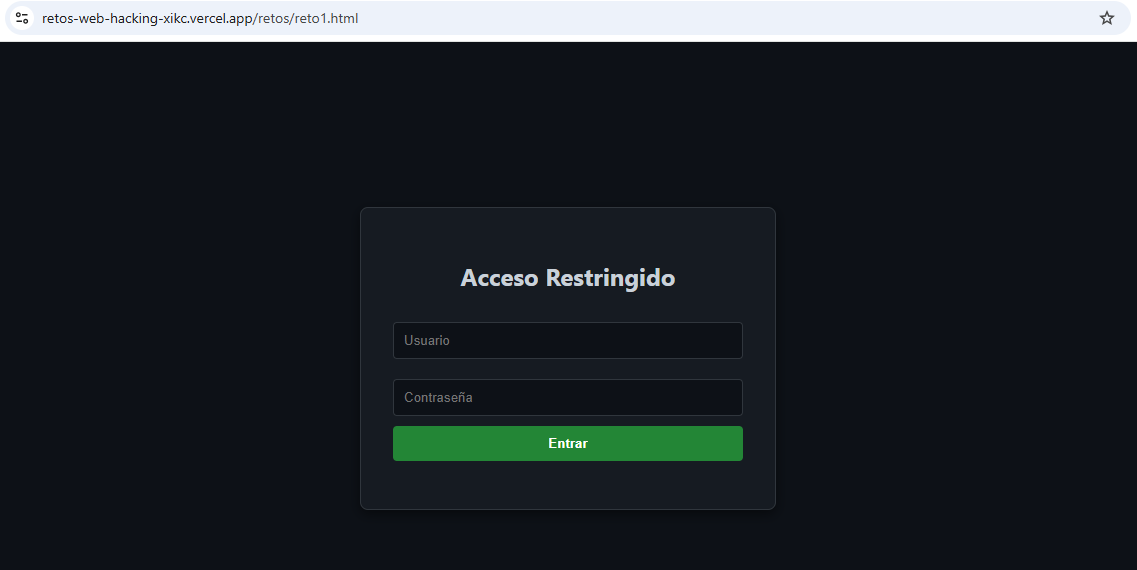 retos-web-hacking-xikc.vercel.app/retos/reto1.html
Acceso Restringido
Usuario
Contraseña
Entrar